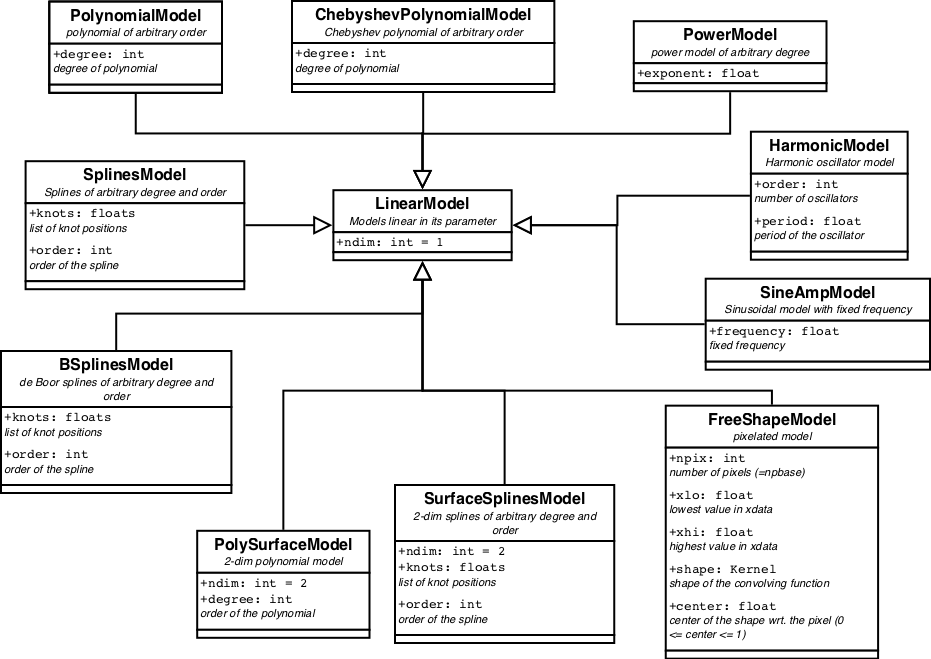 PolynomialModel
polynomial of arbitrary order
+degree: int
degree of polynomial
ChebyshevPolynomialModel
Chebyshev polynomial of arbitrary order
+degree: int
degree of polynomial
PowerModel
power model of arbitrary degree
+exponent: float
SplinesModel
Splines of arbitrary degree and order
+knots: floats
list of knot positions
+order: int
order of the spline
LinearModel
Models linear in its parameter
+ndim: int = 1
HarmonicModel
Harmonic oscillator model
+order: int
number of oscillators
+period: float
period of the oscillator
SineAmpModel
Sinusoidal model with fixed frequency
+frequency: float
fixed frequency
BSplinesModel
de Boor splines of arbitrary degree and
order
+knots: floats
list of knot positions
+order: int
order of the spline
PolySurfaceModel
2-dim polynomial model
+ndim: int = 2
+degree: int
order of the polynomial
SurfaceSplinesModel
2-dim splines of arbitrary degree and
order
+ndim: int = 2
+knots: floats
list of knot positions
+order: int
order of the spline
FreeShapeModel
pixelated model
+npix: int
number of pixels (=npbase)
+xlo: float
lowest value in xdata
+xhi: float
highest value in xdata
+shape: Kernel
shape of the convolving function
+center: float
center of the shape wrt. the pixel (0
<= center <= 1)